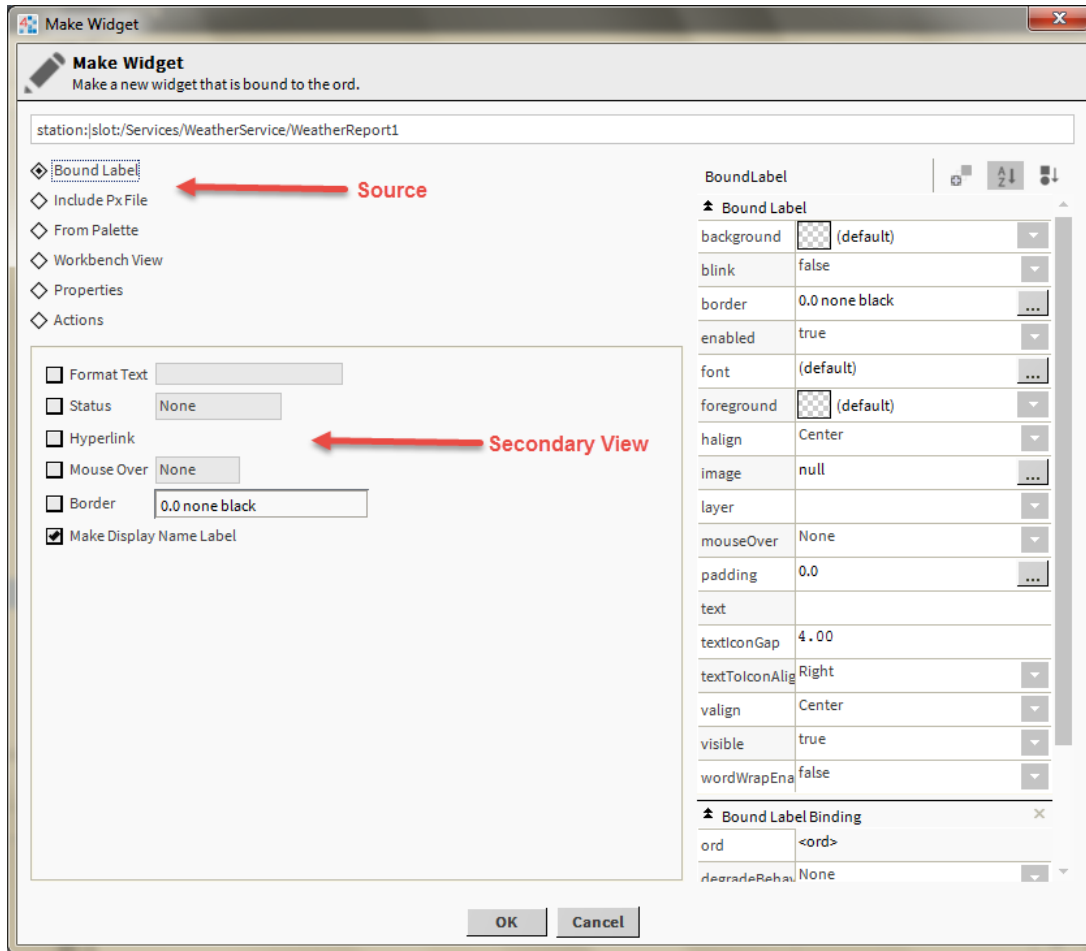 Make Widget
Make Widget
Make a new widget that is bound to the ord.
station:|slot:/Services/WeatherService/WeatherReport1
Bound Label
Include Px File
From Palette
Workbench View
Properties
Actions
Source
Format Text
Status None
Hyperlink
Mouse Over None
Border 0.0 none black
Make Display Name Label
Secondary View
BoundLabel
Bound Label
background (default)
blink false
border 0.0 none black ...
enabled true
font (default) ...
foreground (default)
halign Center
image null ...
layer
mouseOver None
padding 0.0 ...
text
textIconGap 4.00
textToIconAlig Right
valign Center
visible true
wordWrapEna false
Bound Label Binding
ord <ord>
degradeBehav None
OK Cancel